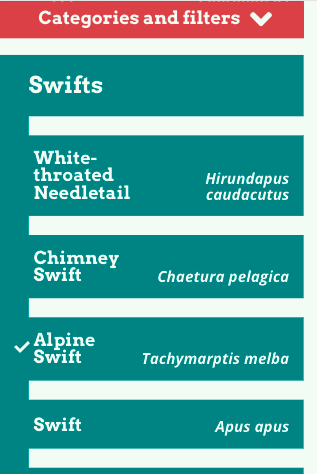 Categories and filters
Swifts
White-
throated
Needletail
Hirundapus
caudacutus
Chimney
Swift
Chaetura pelagica
Alpine
Swift
Tachymarptis melba
Swift
Apus apus